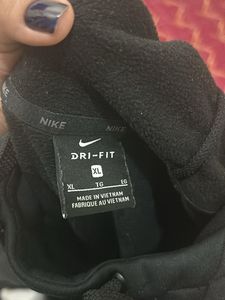 NIKE
NIKE
DRI-FIT
XL
XL TG EG
MADE IN VIETNAM
FABRIQUÉ AU VIETNAM